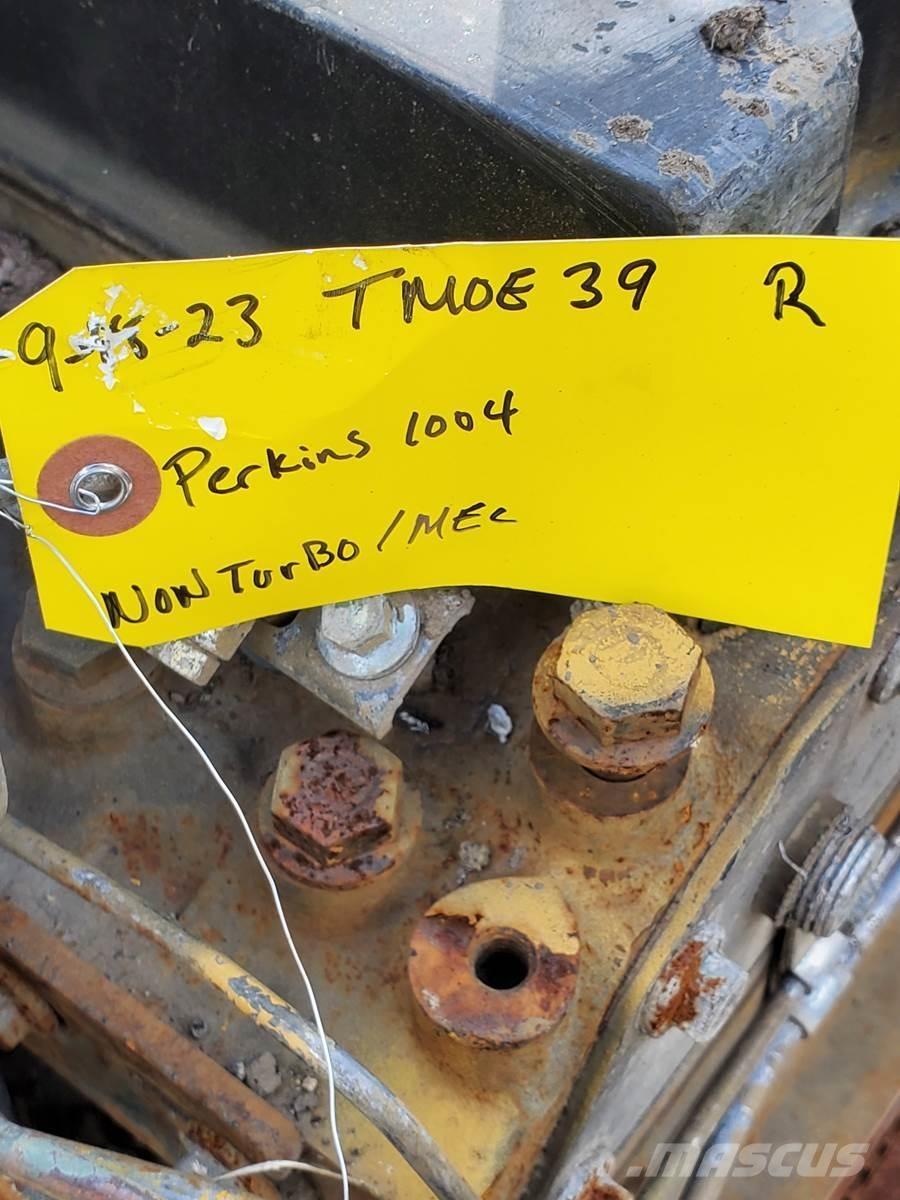 9- -23 TMOE 39 R
Perkins 1004
NON TurBO / MEC
.MASCUS